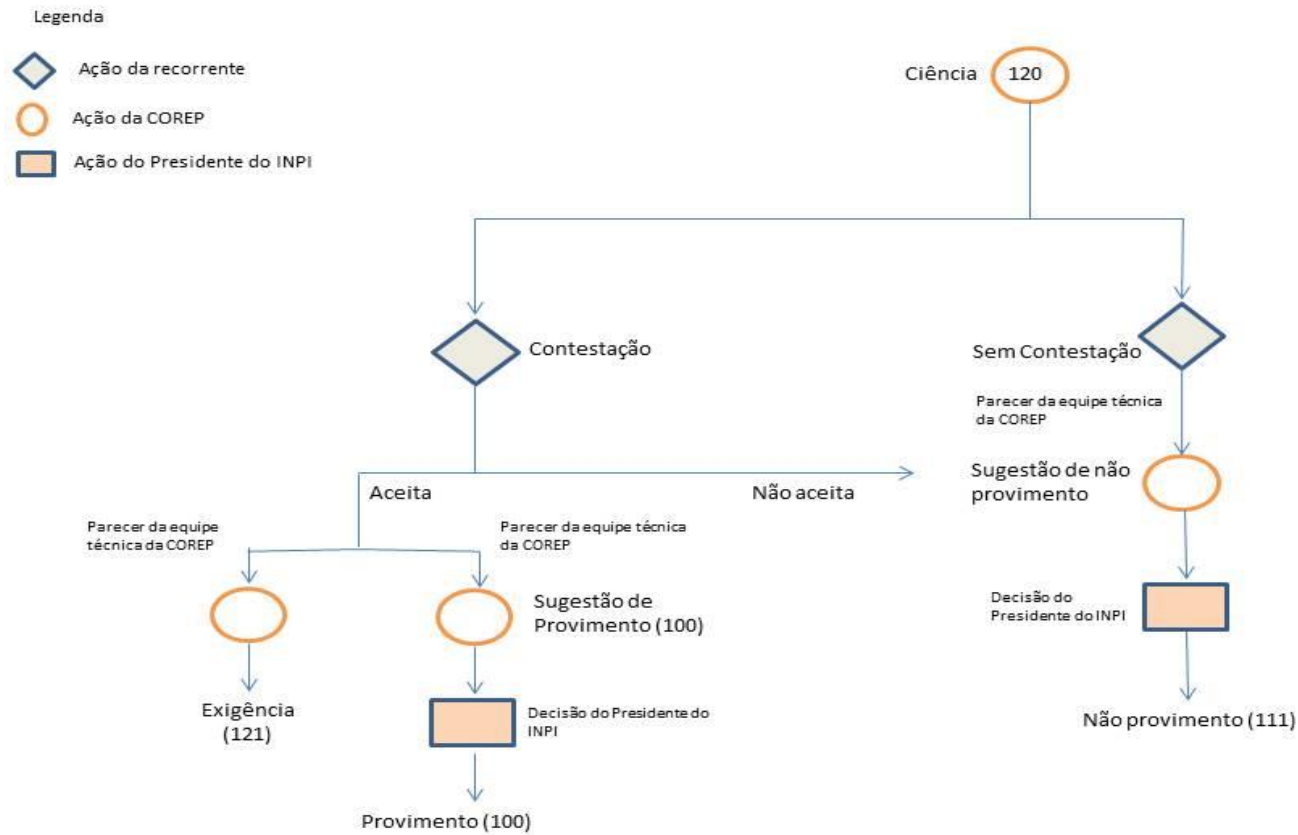 Legenda
Ação da recorrente
Ação da COREP
Ação do Presidente do INPI
Ciência 120
Contestação
Sem Contestação
Parecer da equipe técnica
da COREP
Sugestão de não
provimento
Aceita
Não aceita
Parecer da equipe
técnica da COREP
Parecer da equipe técnica
da COREP
Sugestão de
Provimento (100)
Decisão do
Presidente do INPI
Exigência
(121)
Decisão do Presidente do
INPI
Não provimento (111)
Provimento (100)